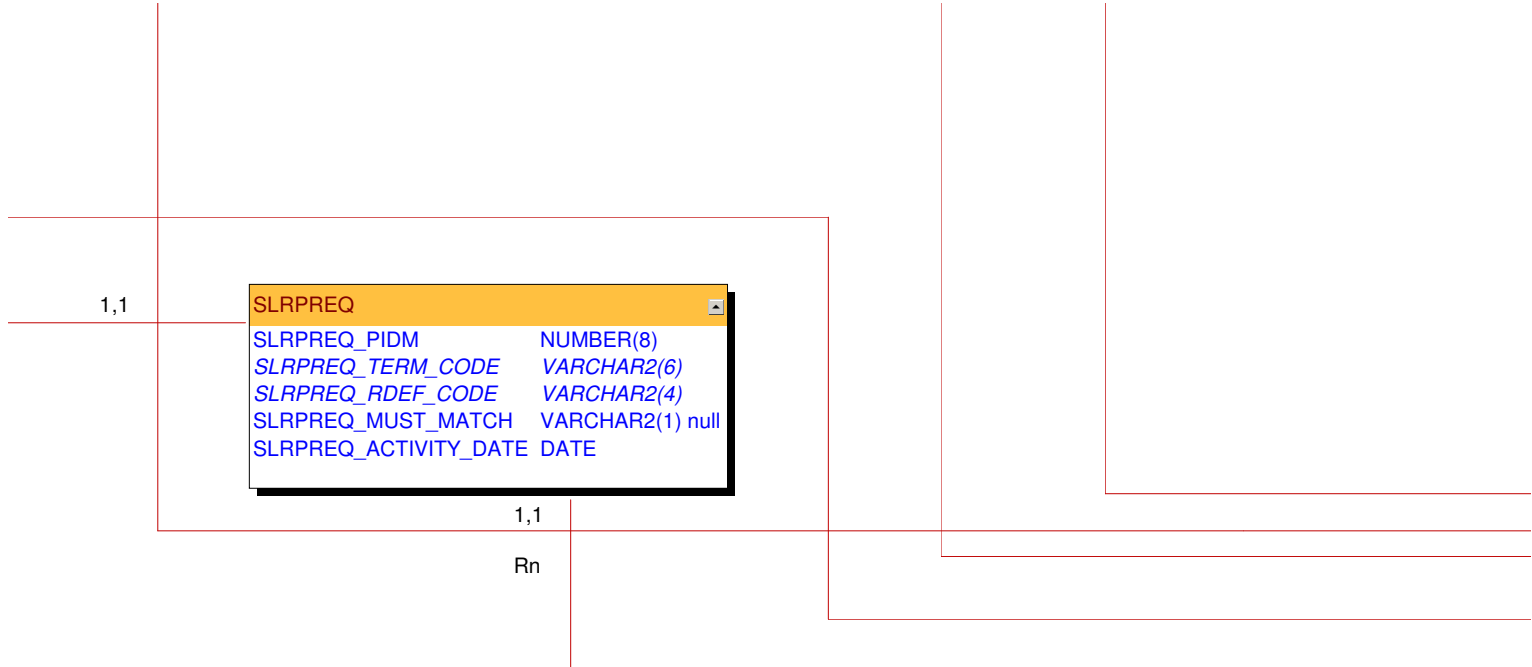 1,1
SLRPREQ
SLRPREQ_PIDM NUMBER(8)
SLRPREQ_TERM_CODE VARCHAR2(6)
SLRPREQ_RDEF_CODE VARCHAR2(4)
SLRPREQ_MUST_MATCH VARCHAR2(1) null
SLRPREQ_ACTIVITY_DATE DATE
1,1
Rn